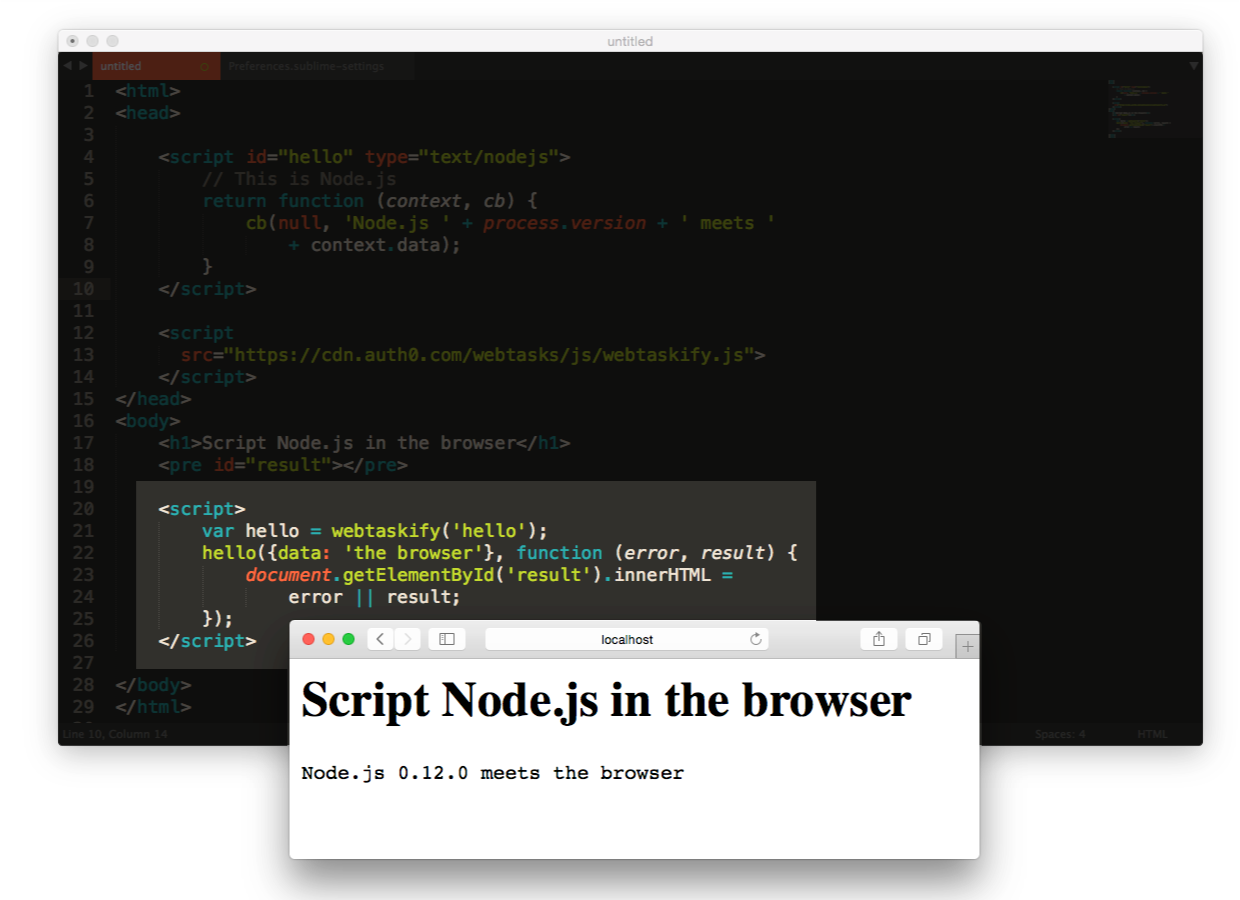 untitled
untitled
Preferences.sublime-settings
1 <html>
2 <head>
3
4 <script id="hello" type="text/nodejs">
5 // This is Node.js
6 return function (context, cb) {
7 cb(null, 'Node.js ' + process.version + ' meets '
8 + context.data);
9 }
10 </script>
11
12 <script
13 src="https://cdn.auth0.com/webtasks/js/webtaskify.js">
14 </script>
15 </head>
16 <body>
17 <h1>Script Node.js in the browser</h1>
18 <pre id="result"></pre>
19
20 <script>
21 var hello = webtaskify('hello');
22 hello({data: 'the browser'}, function (error, result) {
23 document.getElementById('result').innerHTML =
24 error || result;
25 });
26 </script>
27
28 </body>
29 </html>
Line 10, Column 14
Spaces: 4
HTML
localhost
Script Node.js in the browser
Node.js 0.12.0 meets the browser